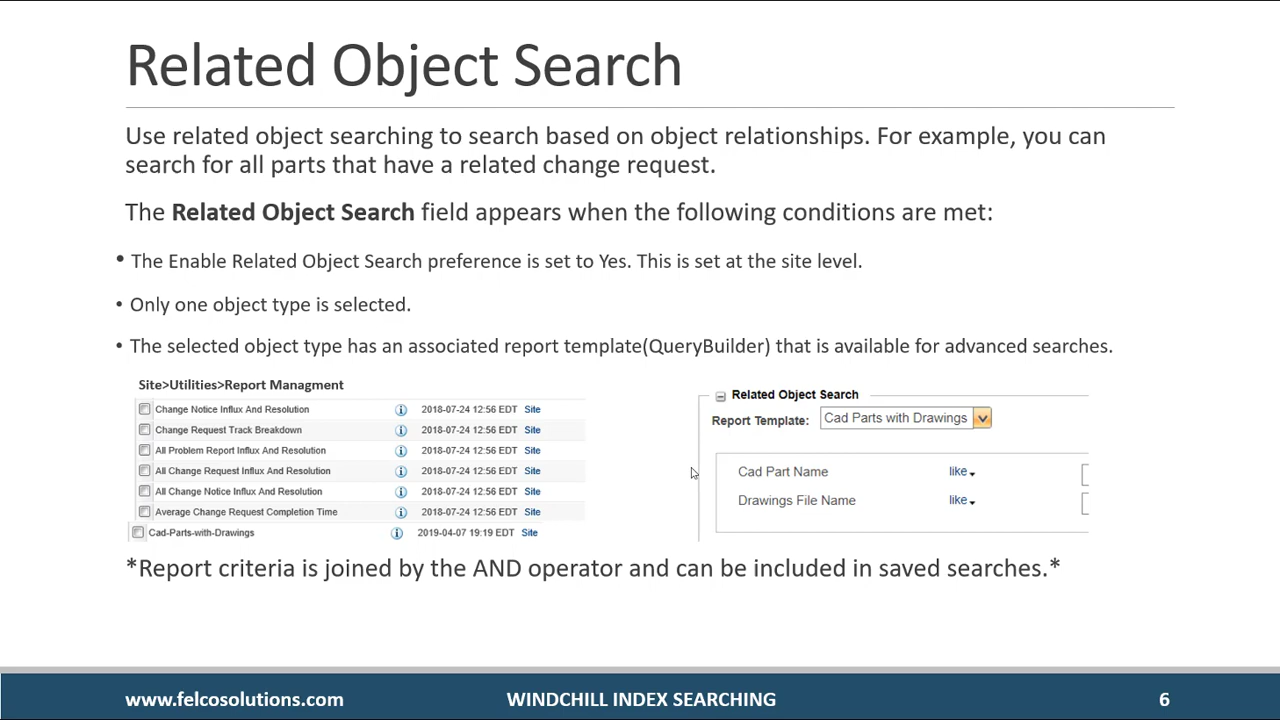 Related Object Search
Use related object searching to search based on object relationships. For example, you can
search for all parts that have a related change request.
The Related Object Search field appears when the following conditions are met:
• The Enable Related Object Search preference is set to Yes. This is set at the site level.
• Only one object type is selected.
• The selected object type has an associated report template(QueryBuilder) that is available for advanced searches.
Site>Utilities>Report Managment
Change Notice Influx And Resolution 2018-07-24 12:56 EDT Site
Change Request Track Breakdown 2018-07-24 12:56 EDT Site
All Problem Report Influx And Resolution 2018-07-24 12:56 EDT Site
All Change Request Influx And Resolution 2018-07-24 12:56 EDT Site
All Change Notice Influx And Resolution 2018-07-24 12:56 EDT Site
Average Change Request Completion Time 2018-07-24 12:56 EDT Site
Cad-Parts-with-Drawings 2019-04-07 19:19 EDT Site
Related Object Search
Report Template: Cad Parts with Drawings
Cad Part Name like
Drawings File Name like
*Report criteria is joined by the AND operator and can be included in saved searches.*
www.felcosolutions.com WINDCHILL INDEX SEARCHING 6